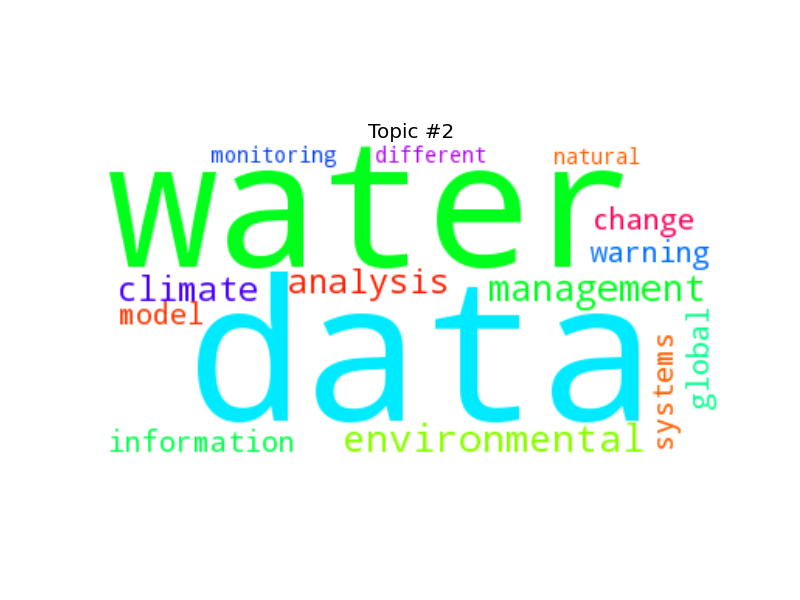 Topic #2
monitoring different natural
water
change
warning
climate analysis management
model
data
systems
global
information environmental